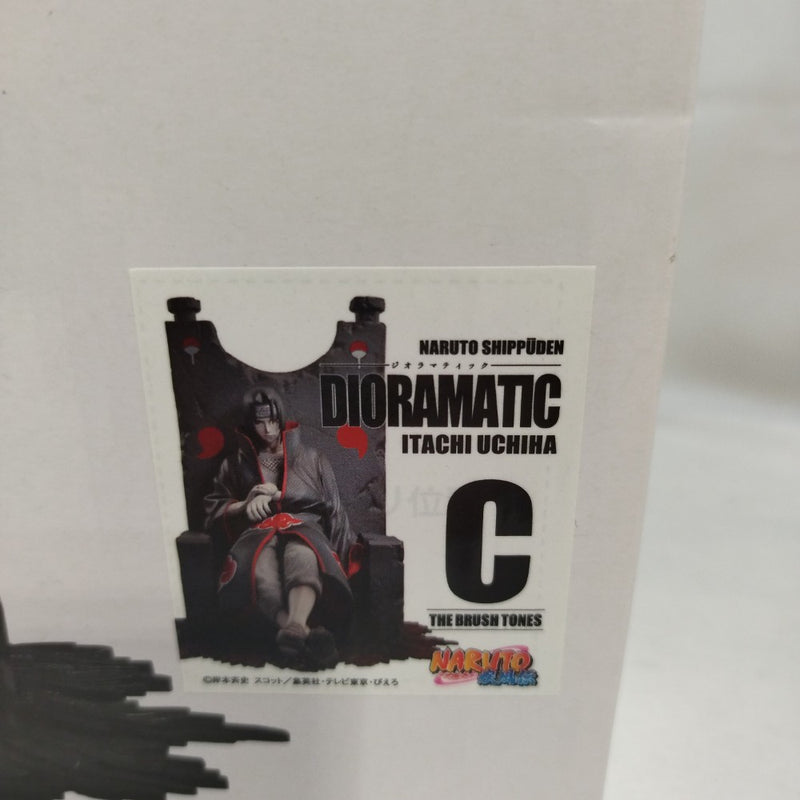 NARUTO SHIPPŪDEN
ジオラマティック
DIORAMATIC
ITACHI UCHIHA
り位
C
THE BRUSH TONES
NARUTO
疾風伝
©岸本斉史 スコット／集英社・テレビ東京・ぴえろ